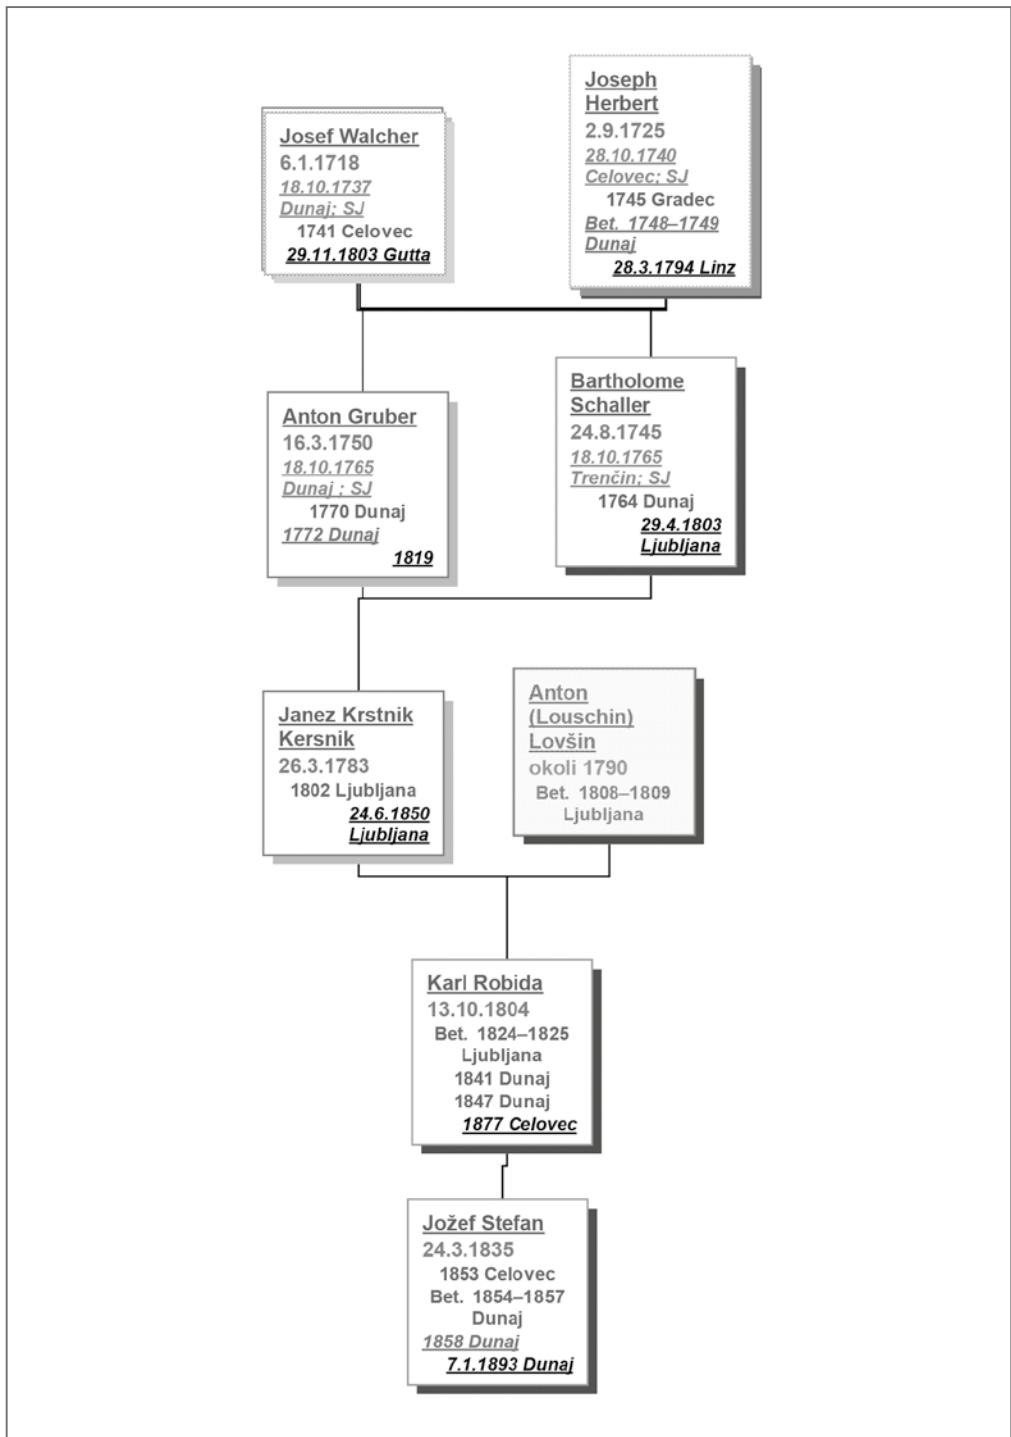 Joseph
Herbert
2.9.1725
28.10.1740
Celovec; SJ
1745 Gradec
Bet. 1748–1749
Dunaj
28.3.1794 Linz
Josef Walcher
6.1.1718
18.10.1737
Dunaj; SJ
1741 Celovec
29.11.1803 Gutta
Bartholome
Schaller
24.8.1745
18.10.1765
Trenčin; SJ
1764 Dunaj
29.4.1803
Ljubljana
Anton Gruber
16.3.1750
18.10.1765
Dunaj ; SJ
1770 Dunaj
1772 Dunaj
1819
Anton
(Louschin)
Lovšin
okoli 1790
Bet. 1808–1809
Ljubljana
Janez Krstnik
Kersnik
26.3.1783
1802 Ljubljana
24.6.1850
Ljubljana
Karl Robida
13.10.1804
Bet. 1824–1825
Ljubljana
1841 Dunaj
1847 Dunaj
1877 Celovec
Jožef Stefan
24.3.1835
1853 Celovec
Bet. 1854–1857
Dunaj
1858 Dunaj
7.1.1893 Dunaj